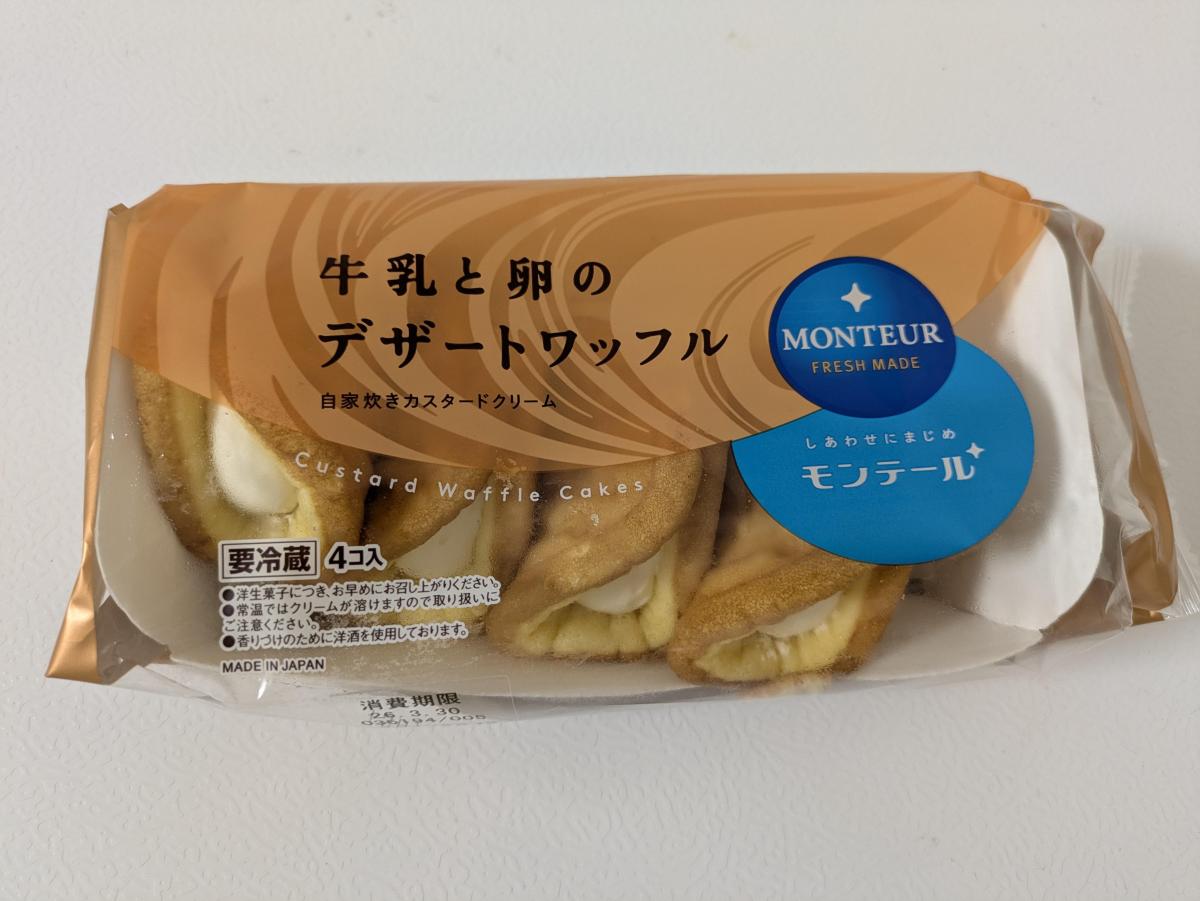 牛乳と卵の
デザートワッフル
自家炊きカスタードクリーム
MONTEUR
FRESH MADE
しあわせにまじめ
モンテール
Custard Waffle Cakes
要冷蔵 4コ入
●洋生菓子につき、お早めにお召し上がりください。
●常温ではクリームが溶けますので取り扱いに
ご注意ください。
●香りづけのために洋酒を使用しております。
MADE IN JAPAN
消費期限
26.3.30